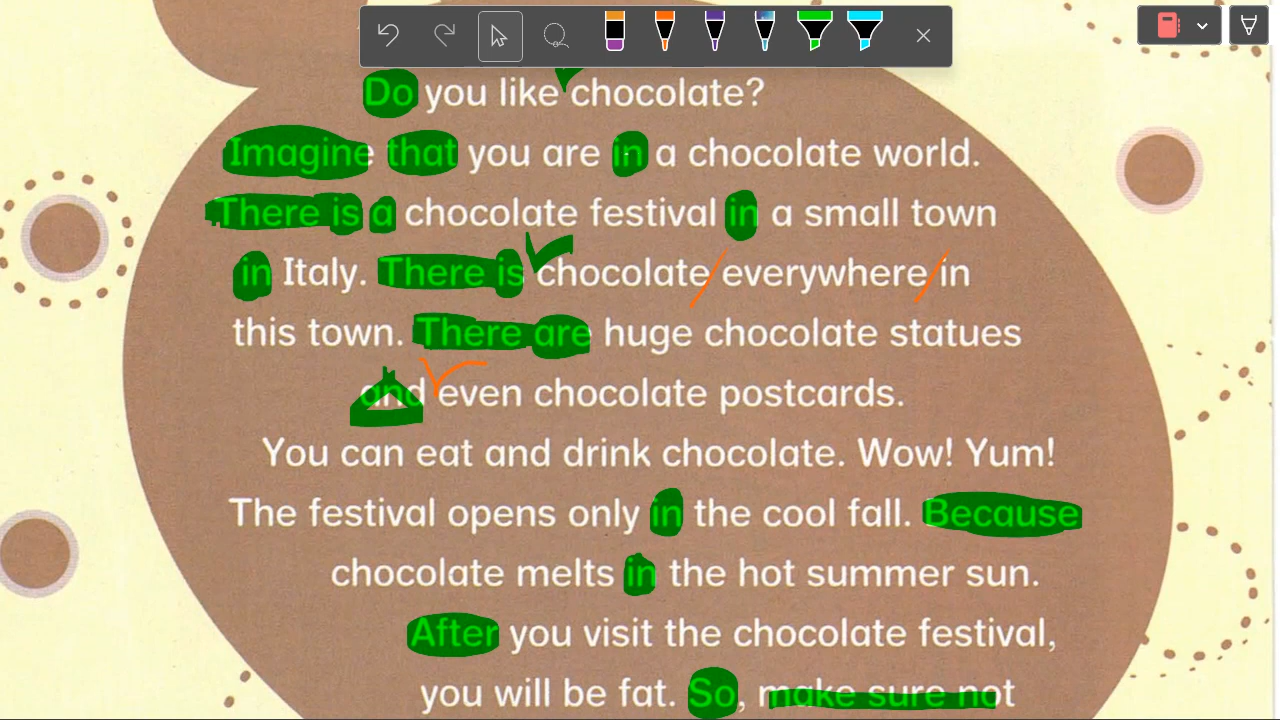 Do you like chocolate?
Imagine that you are in a chocolate world.
There is a chocolate festival in a small town
in Italy. There is chocolate everywhere in
this town. There are huge chocolate statues
and even chocolate postcards.
You can eat and drink chocolate. Wow! Yum!
The festival opens only in the cool fall. Because
chocolate melts in the hot summer sun.
After you visit the chocolate festival,
you will be fat. So, make sure not